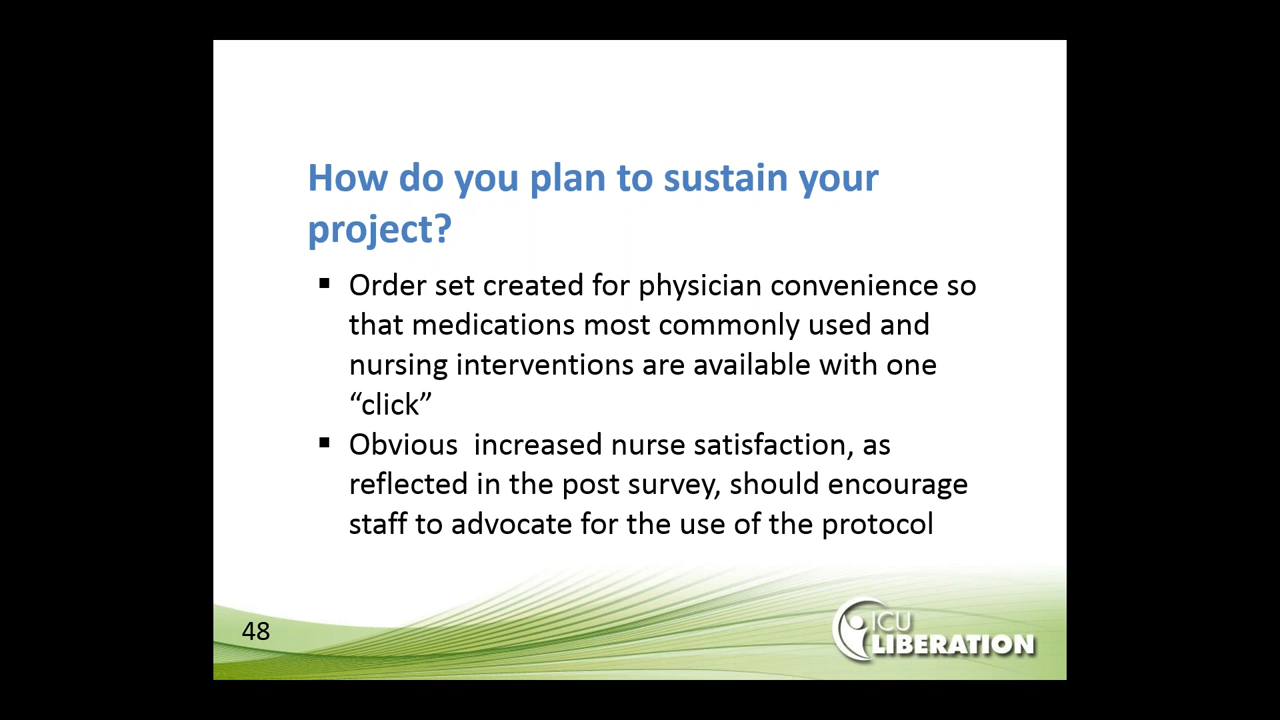 How do you plan to sustain your
project?
▪ Order set created for physician convenience so
that medications most commonly used and
nursing interventions are available with one
“click”
▪ Obvious  increased nurse satisfaction, as
reflected in the post survey, should encourage
staff to advocate for the use of the protocol
48
ICU
LIBERATION